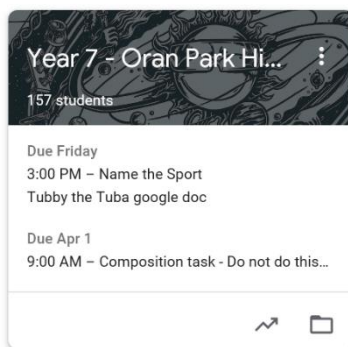 Year 7 - Oran Park Hi...
157 students
Due Friday
3:00 PM – Name the Sport
Tubby the Tuba google doc
Due Apr 1
9:00 AM – Composition task - Do not do this...